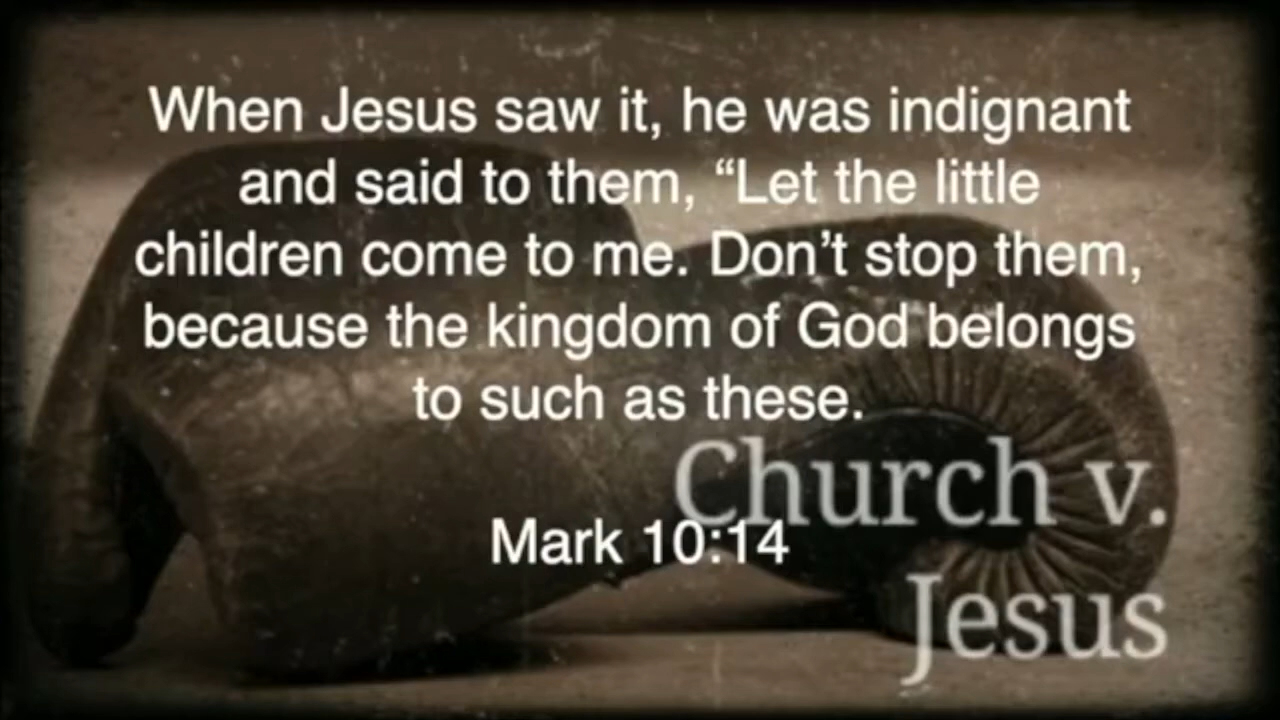 When Jesus saw it, he was indignant
and said to them, “Let the little
children come to me. Don’t stop them,
because the kingdom of God belongs
to such as these.
Church v.
Mark 10:14
Jesus